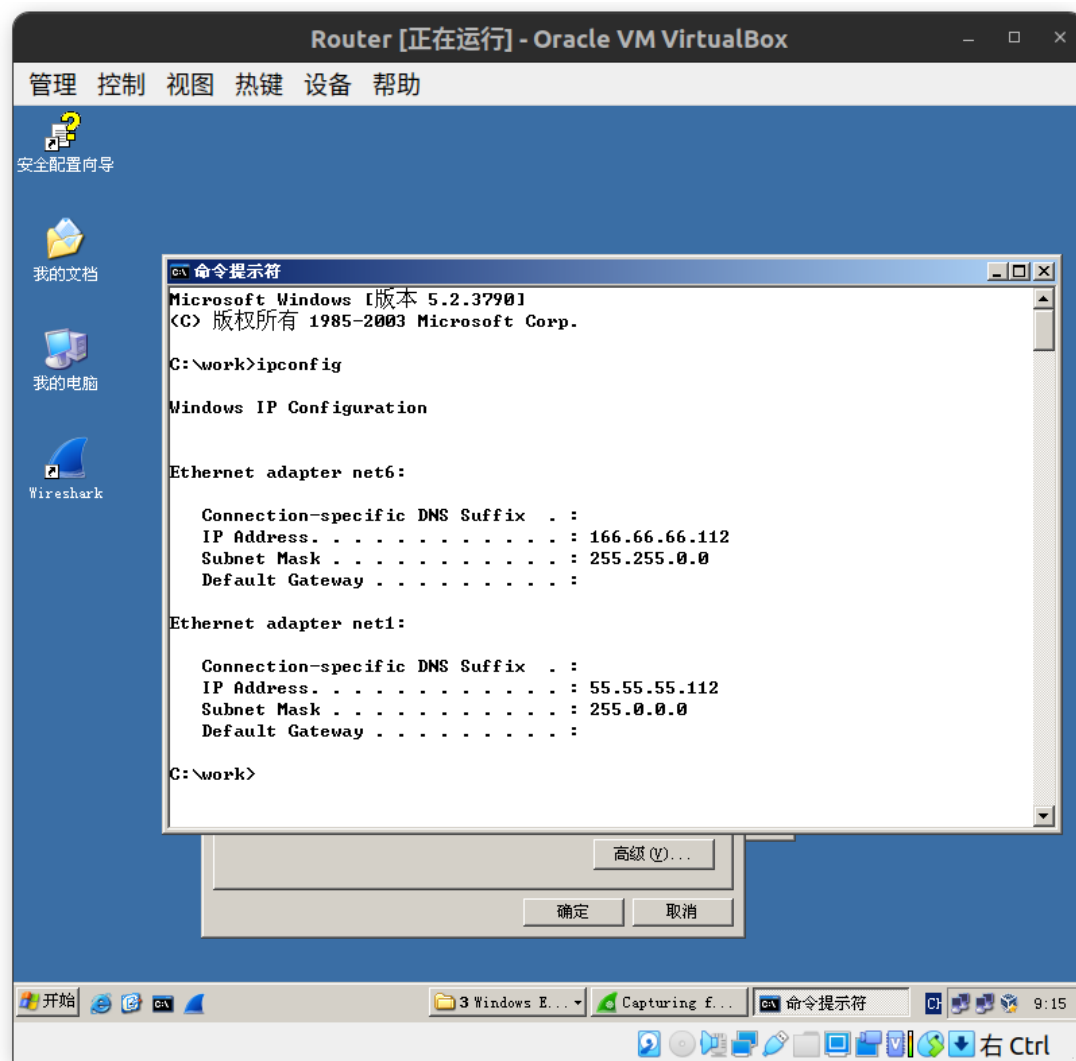 Router [正在运行] - Oracle VM VirtualBox
管理 控制 视图 热键 设备 帮助
安全配置向导
我的文档
我的电脑
Wireshark
命令提示符
Microsoft Windows [版本 5.2.3790]
(C) 版权所有 1985-2003 Microsoft Corp.
C:\work>ipconfig
Windows IP Configuration
Ethernet adapter net6:
Connection-specific DNS Suffix  . :
IP Address. . . . . . . . . . . . : 166.66.66.112
Subnet Mask . . . . . . . . . . . : 255.255.0.0
Default Gateway . . . . . . . . . :
Ethernet adapter net1:
Connection-specific DNS Suffix  . :
IP Address. . . . . . . . . . . . : 55.55.55.112
Subnet Mask . . . . . . . . . . . : 255.0.0.0
Default Gateway . . . . . . . . . :
C:\work>
高级(V)...
确定 取消
开始 3 Windows E... Capturing f... 命令提示符 CH 9:15
右 Ctrl